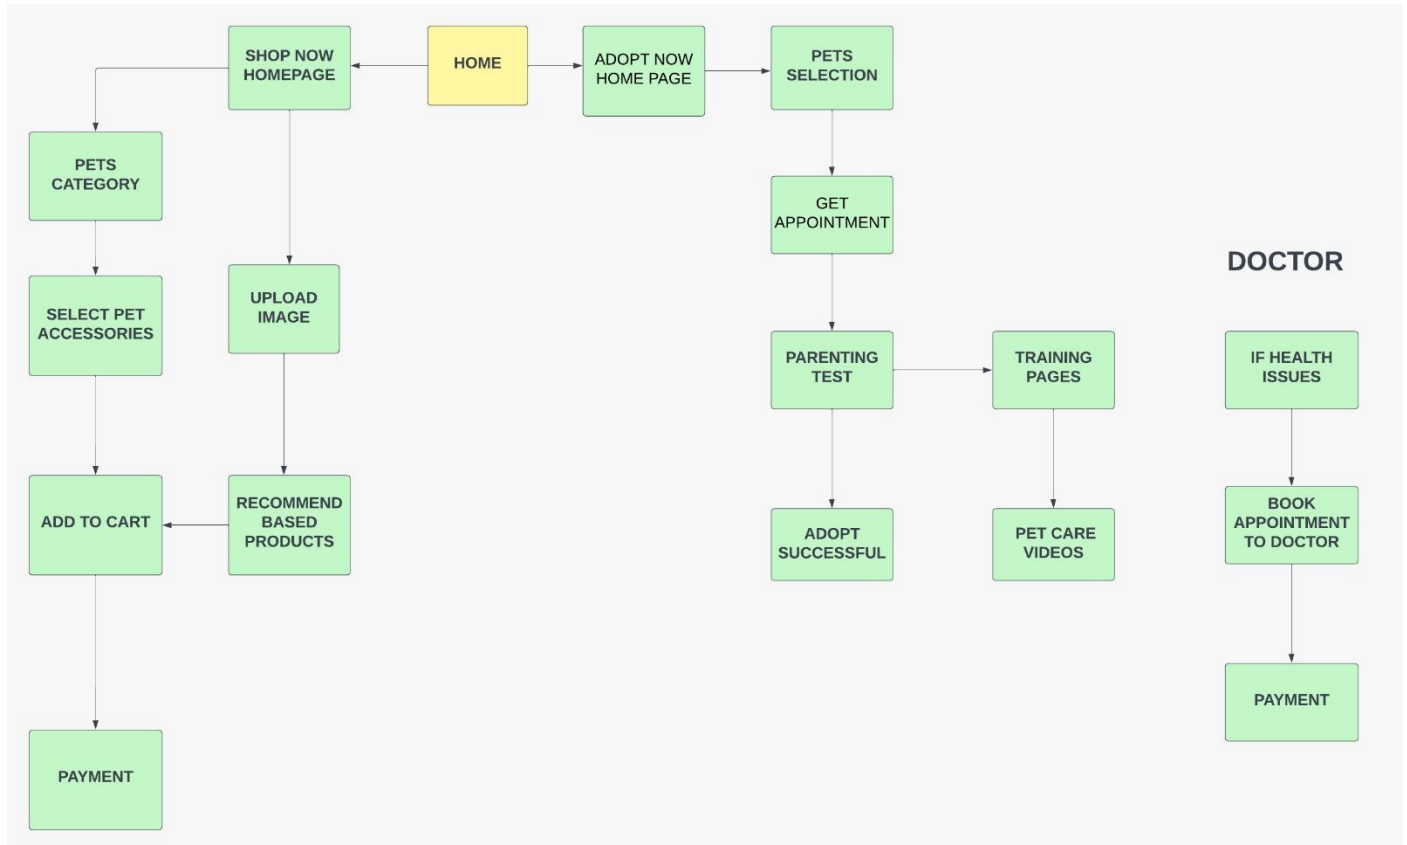 SHOP NOW
HOMEPAGE
HOME
ADOPT NOW
HOME PAGE
PETS
SELECTION
PETS
CATEGORY
GET
APPOINTMENT
DOCTOR
SELECT PET
ACCESSORIES
UPLOAD
IMAGE
PARENTING
TEST
TRAINING
PAGES
IF HEALTH
ISSUES
ADD TO CART
RECOMMEND
BASED
PRODUCTS
ADOPT
SUCCESSFUL
PET CARE
VIDEOS
BOOK
APPOINTMENT
TO DOCTOR
PAYMENT
PAYMENT